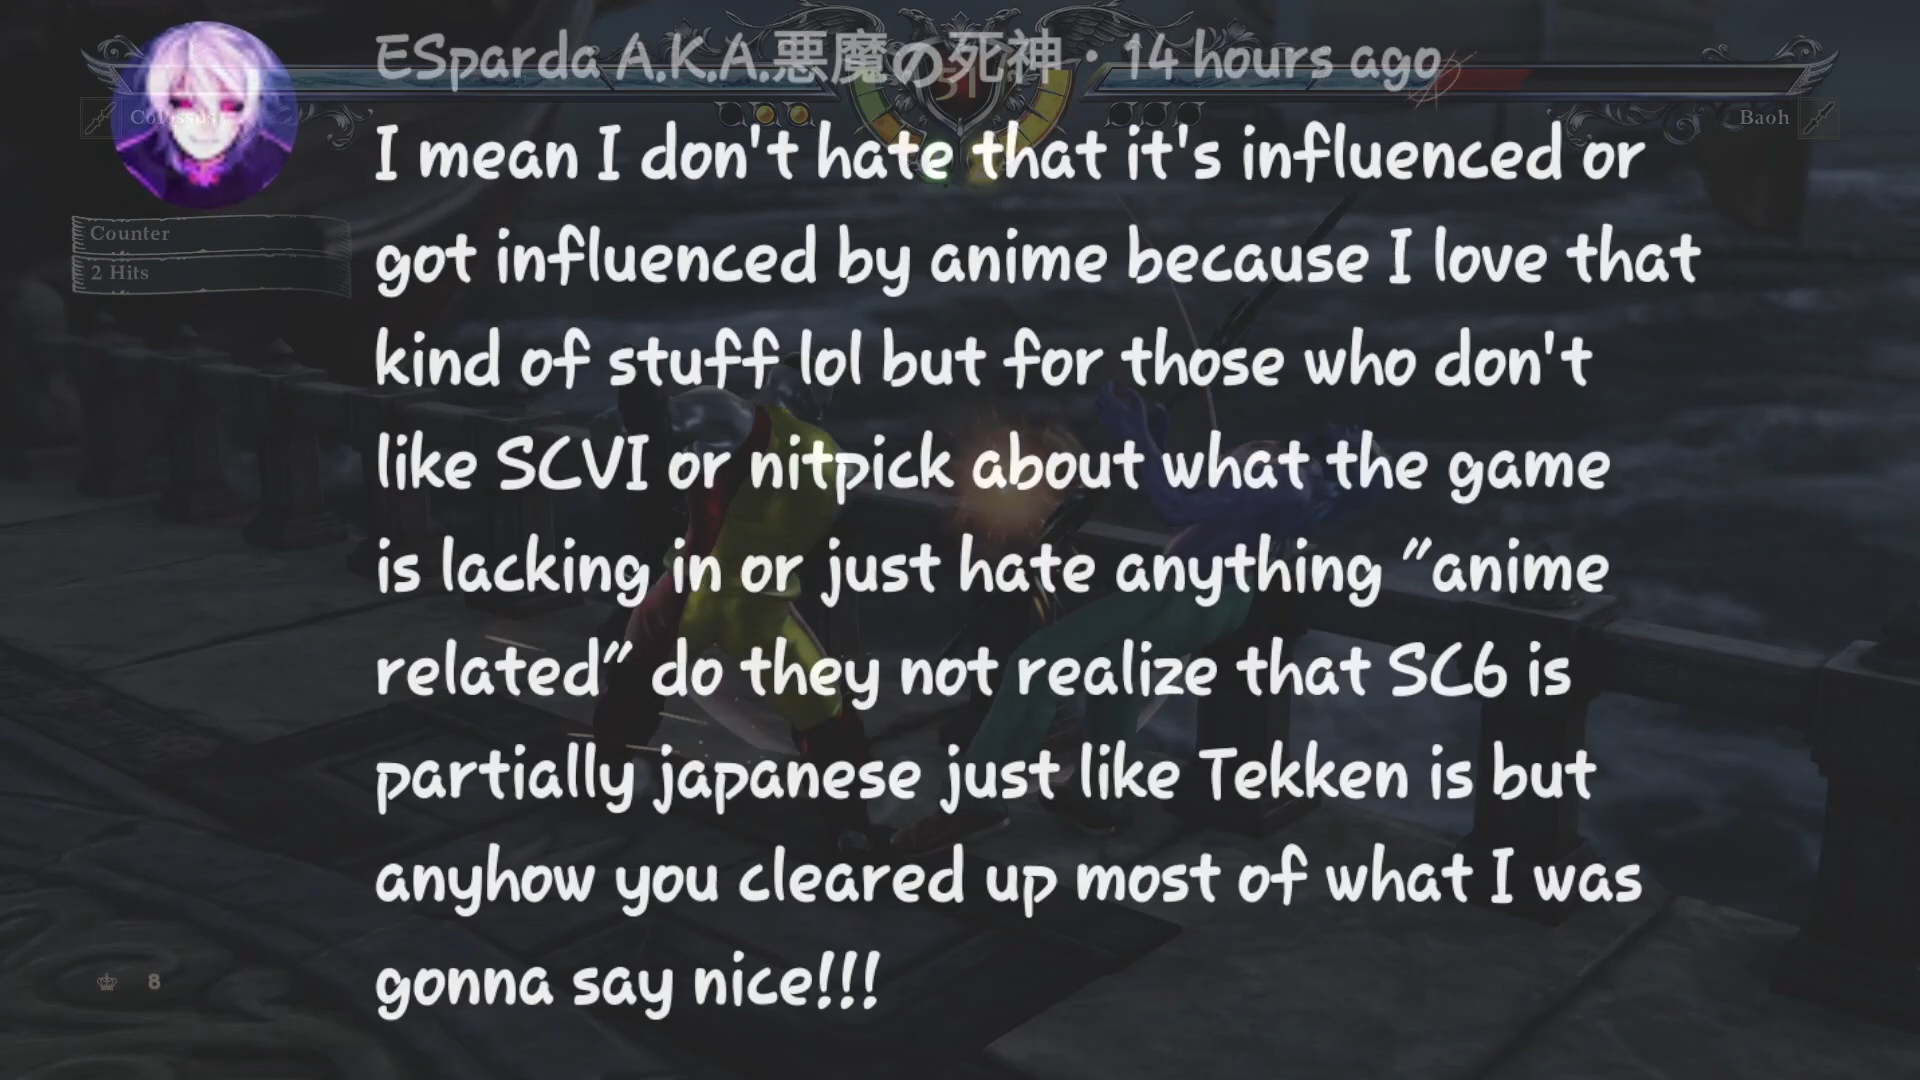 ESparda A.K.A.悪魔の死神 · 14 hours ago
31
Colossus
Baoh
I mean I don't hate that it's influenced or
got influenced by anime because I love that
Counter
2 Hits
kind of stuff lol but for those who don't
like SCVI or nitpick about what the game
is lacking in or just hate anything "anime
related" do they not realize that SC6 is
partially japanese just like Tekken is but
anyhow you cleared up most of what I was
gonna say nice!!!
8